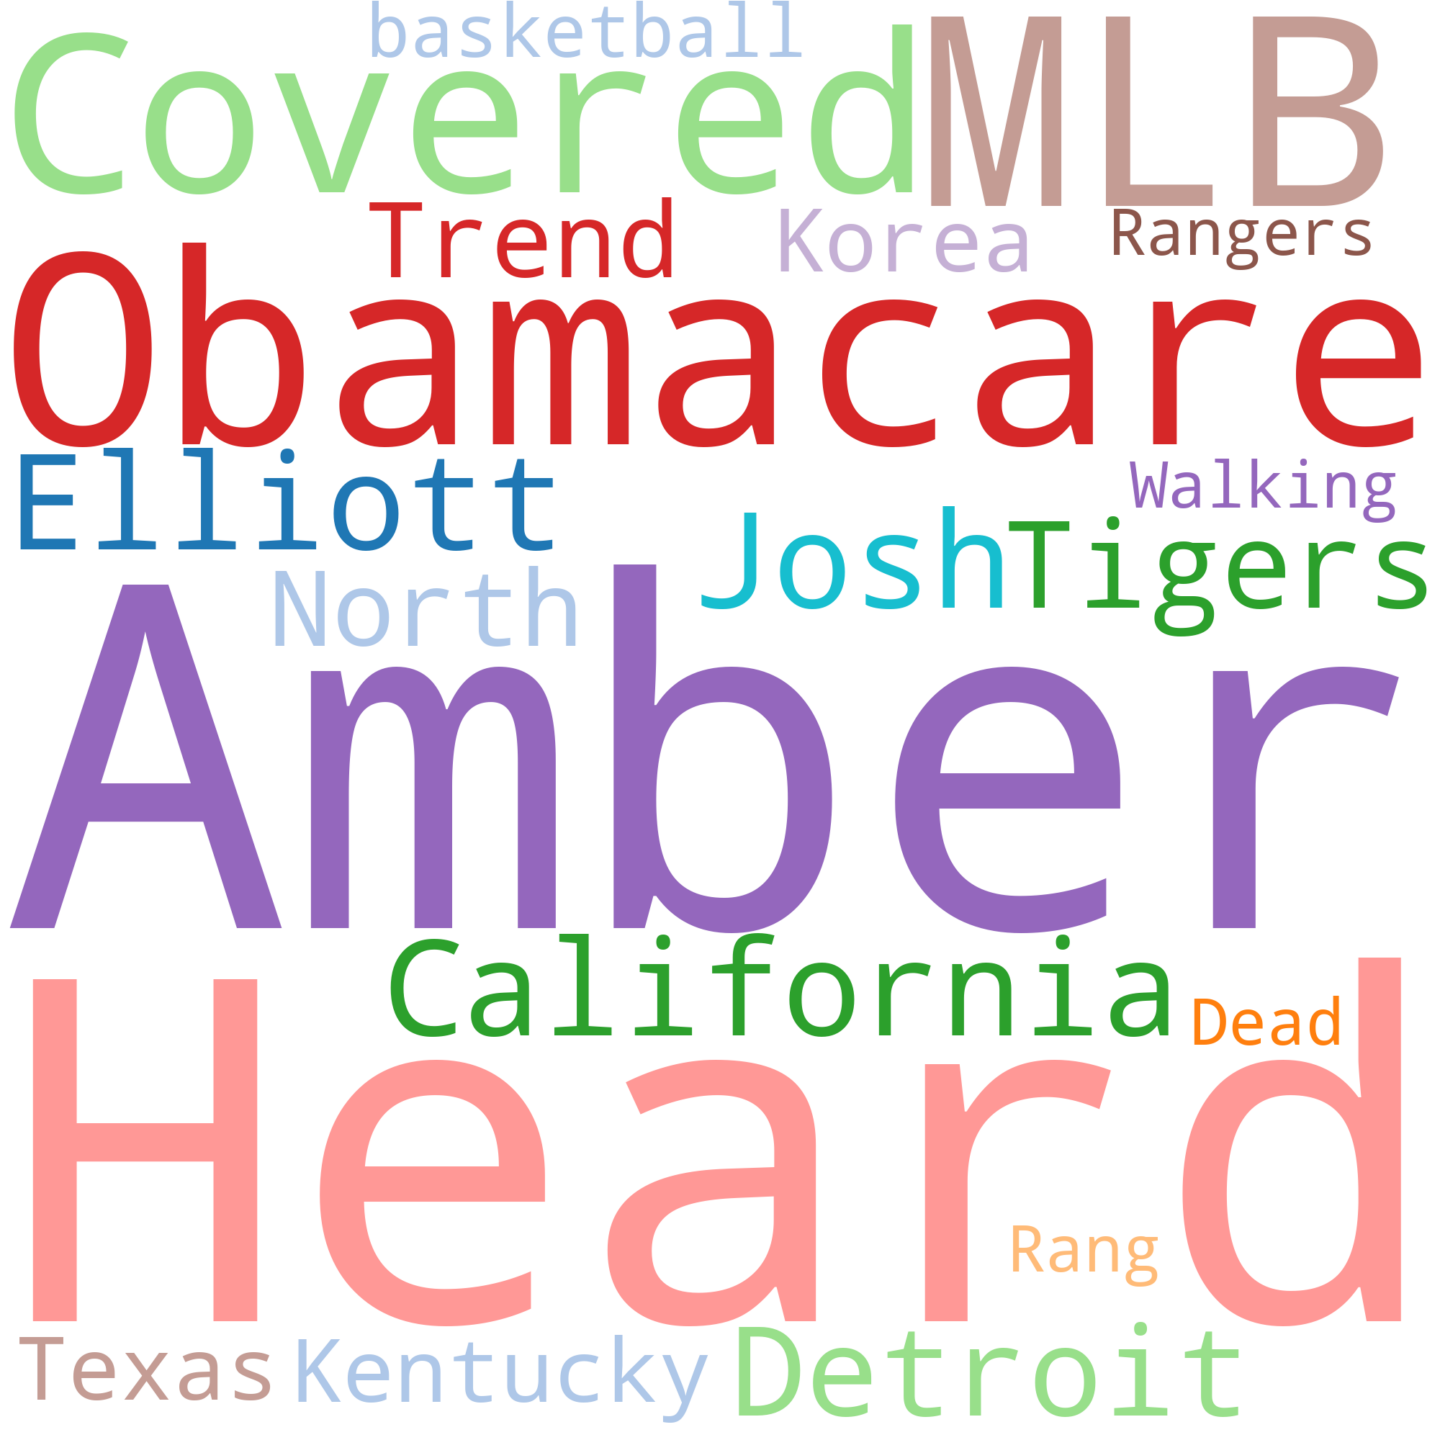 basketball
Covered MLB
Trend Korea Rangers
Obamacare
Elliott Walking
Josh Tigers
North
Amber
California
Dead
Heard
Rang
Texas Kentucky Detroit